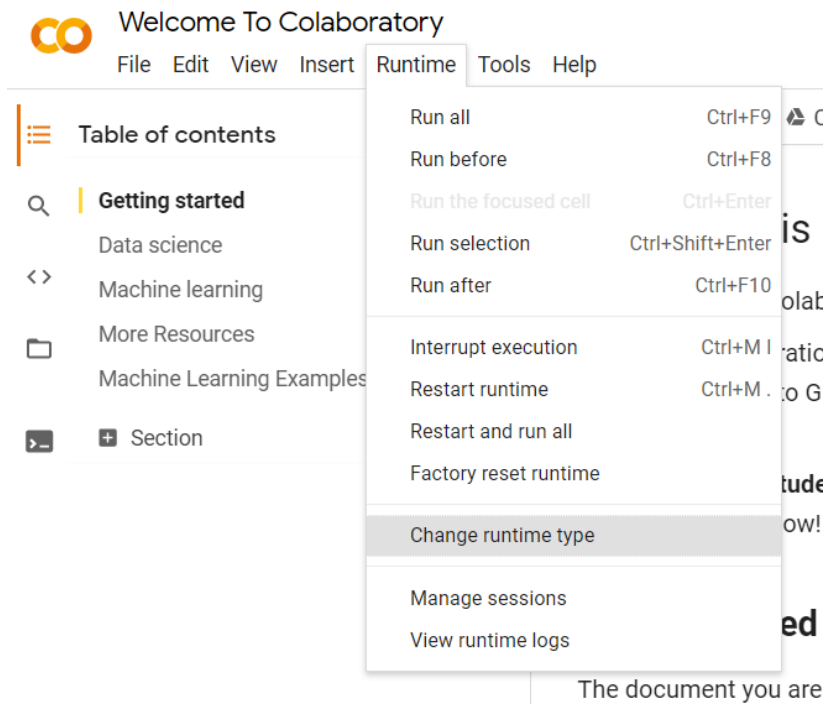 Welcome To Colaboratory
File Edit View Insert Runtime Tools Help
Table of contents
Getting started
Data science
Machine learning
More Resources
Machine Learning Examples
Section
Run all Ctrl+F9
Run before Ctrl+F8
Run the focused cell Ctrl+Enter
Run selection Ctrl+Shift+Enter
Run after Ctrl+F10
Interrupt execution Ctrl+M I
Restart runtime Ctrl+M .
Restart and run all
Factory reset runtime
Change runtime type
Manage sessions
View runtime logs
is
The document you are